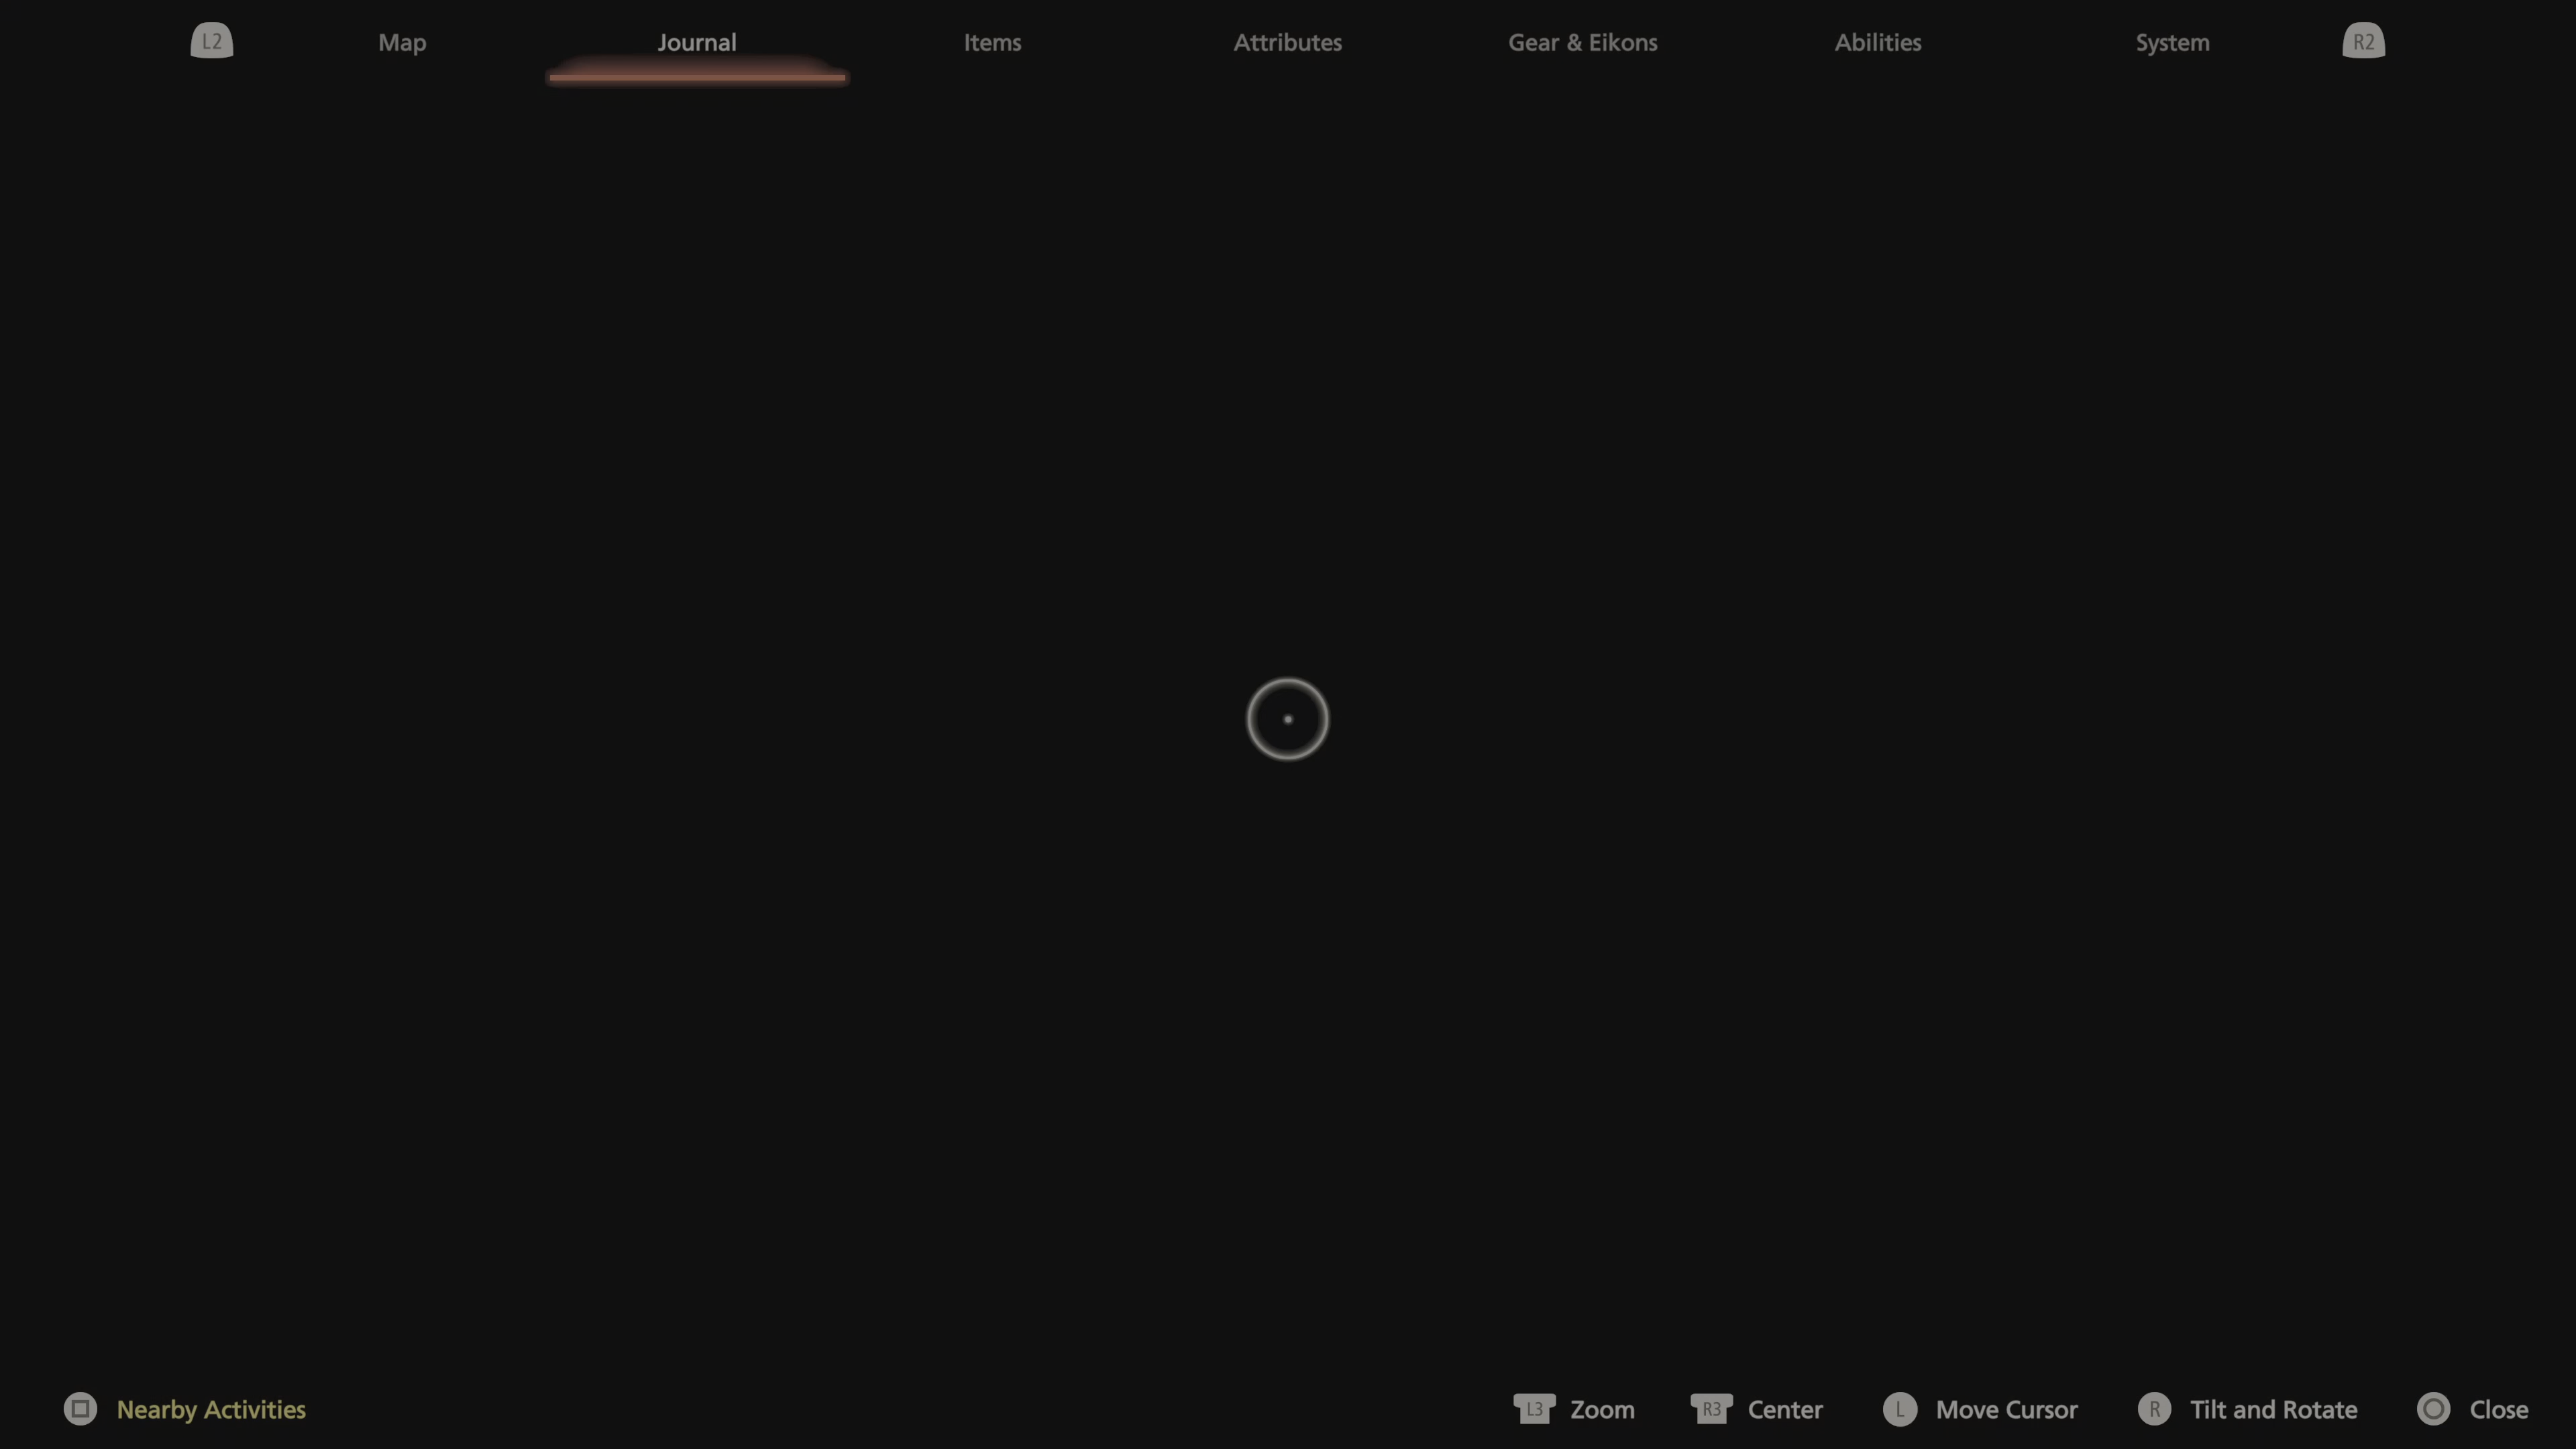 L2 Map Journal Items Attributes Gear & Eikons Abilities System R2
Nearby Activities L3 Zoom R3 Center L Move Cursor R Tilt and Rotate Close